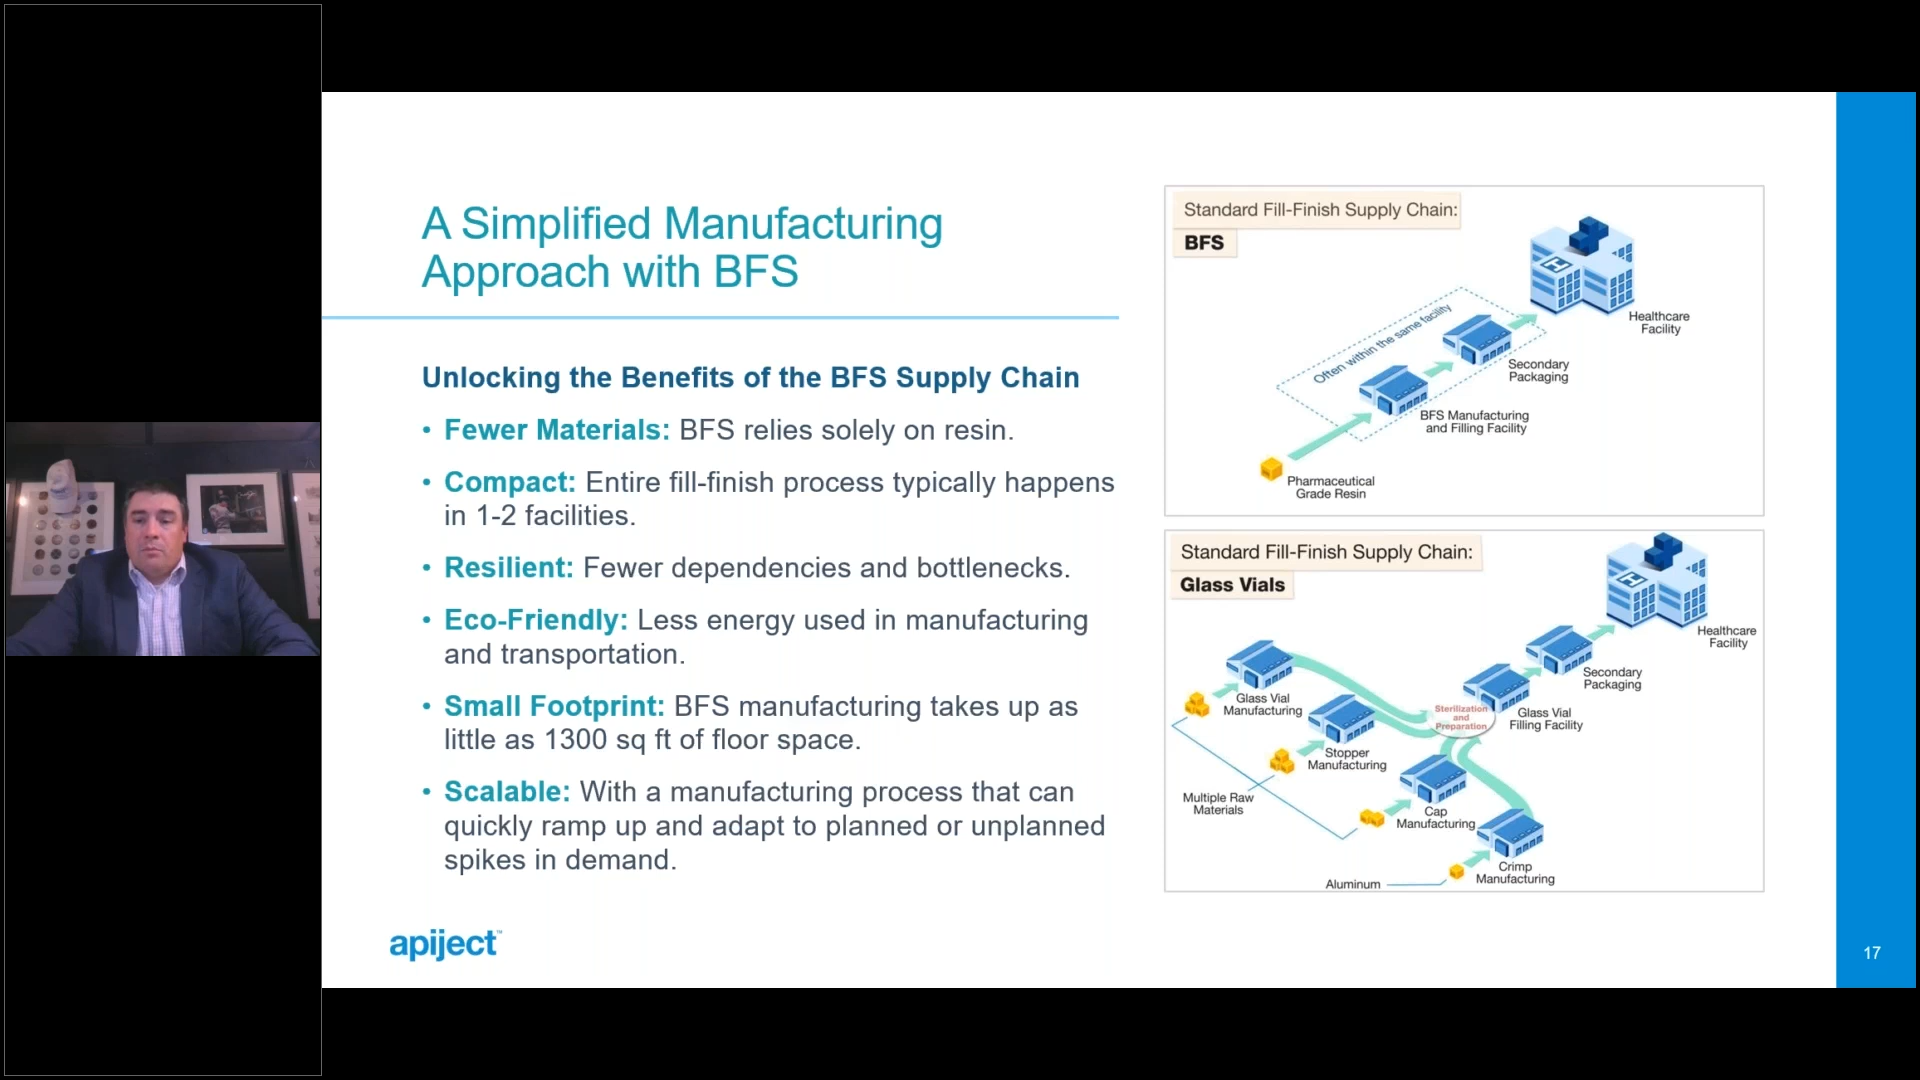 A Simplified Manufacturing
Approach with BFS
Unlocking the Benefits of the BFS Supply Chain
• Fewer Materials: BFS relies solely on resin.
• Compact: Entire fill-finish process typically happens
in 1-2 facilities.
• Resilient: Fewer dependencies and bottlenecks.
• Eco-Friendly: Less energy used in manufacturing
and transportation.
• Small Footprint: BFS manufacturing takes up as
little as 1300 sq ft of floor space.
• Scalable: With a manufacturing process that can
quickly ramp up and adapt to planned or unplanned
spikes in demand.
apiject™
Standard Fill-Finish Supply Chain:
BFS
H
Healthcare
Facility
Often within the same facility
Secondary
Packaging
BFS Manufacturing
and Filling Facility
Pharmaceutical
Grade Resin
Standard Fill-Finish Supply Chain:
Glass Vials
H
Healthcare
Facility
Secondary
Packaging
Glass Vial
Manufacturing
Sterilization
and
Preparation
Glass Vial
Filling Facility
Stopper
Manufacturing
Multiple Raw
Materials
Cap
Manufacturing
Crimp
Manufacturing
Aluminum
17